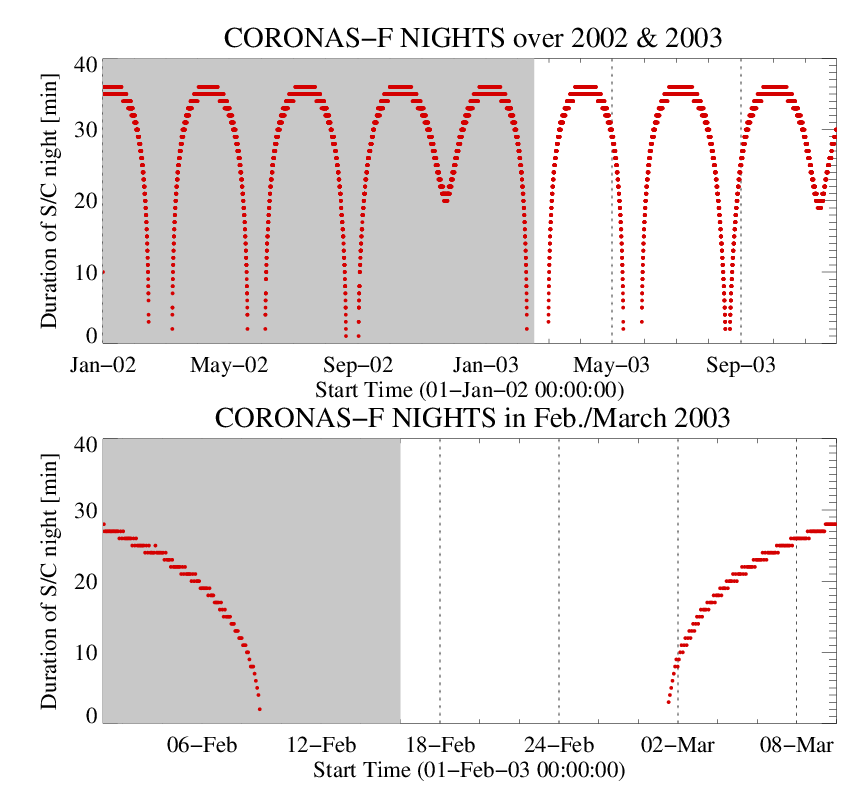 CORONAS−F NIGHTS over 2002 & 2003
40
30
20
10
0
Duration of S/C night [min]
Jan−02 May−02 Sep−02 Jan−03 May−03 Sep−03
Start Time (01−Jan−02 00:00:00)
CORONAS−F NIGHTS in Feb./March 2003
40
30
20
10
0
Duration of S/C night [min]
06−Feb 12−Feb 18−Feb 24−Feb 02−Mar 08−Mar
Start Time (01−Feb−03 00:00:00)